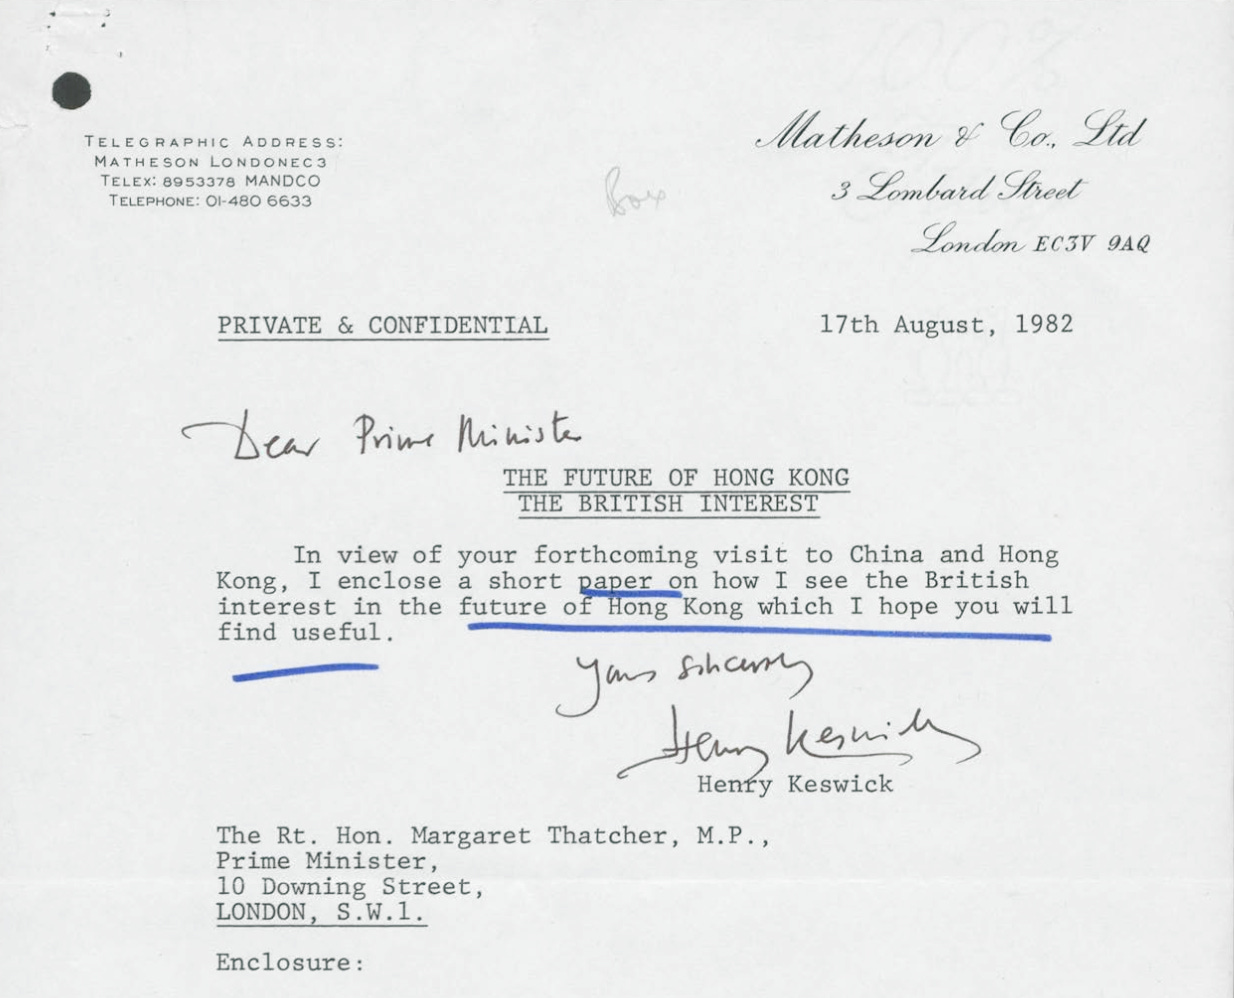 TELEGRAPHIC ADDRESS:
MATHESON LONDONEC3
TELEX: 8953378 MANDCO
TELEPHONE: 01-480 6633
Matheson & Co., Ltd
3 Lombard Street
London EC3V 9AQ
Box
PRIVATE & CONFIDENTIAL
17th August, 1982
Dear Prime Minister
THE FUTURE OF HONG KONG
THE BRITISH INTEREST
In view of your forthcoming visit to China and Hong
Kong, I enclose a short paper on how I see the British
interest in the future of Hong Kong which I hope you will
find useful.
Yours sincerely
Henry Keswick
Henry Keswick
The Rt. Hon. Margaret Thatcher, M.P.,
Prime Minister,
10 Downing Street,
LONDON, S.W.1.
Enclosure: